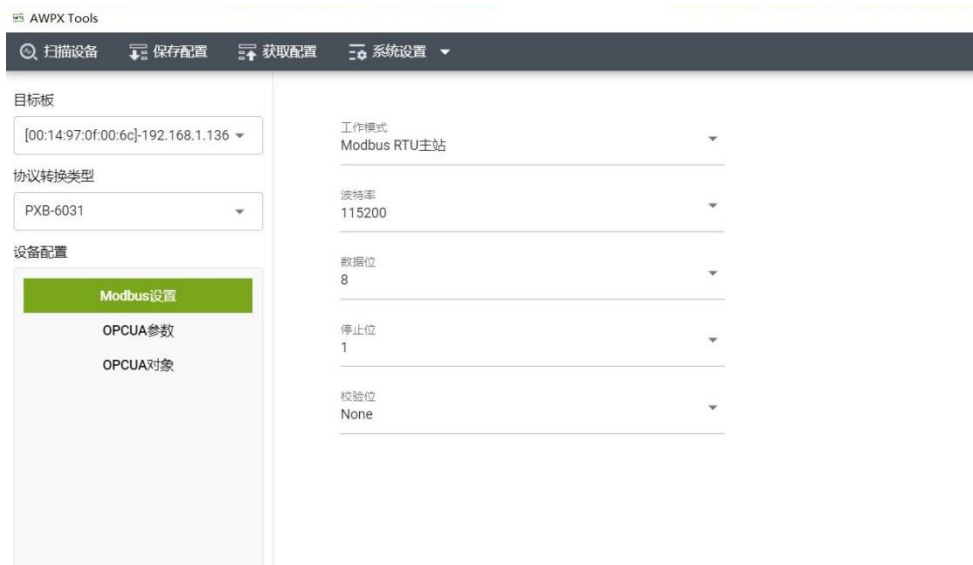 AWPX Tools
扫描设备 保存配置 获取配置 系统设置
目标板
[00:14:97:0f:00:6c]-192.168.1.136
协议转换类型
PXB-6031
设备配置
Modbus设置
OPCUA参数
OPCUA对象
工作模式
Modbus RTU主站
波特率
115200
数据位
8
停止位
1
校验位
None